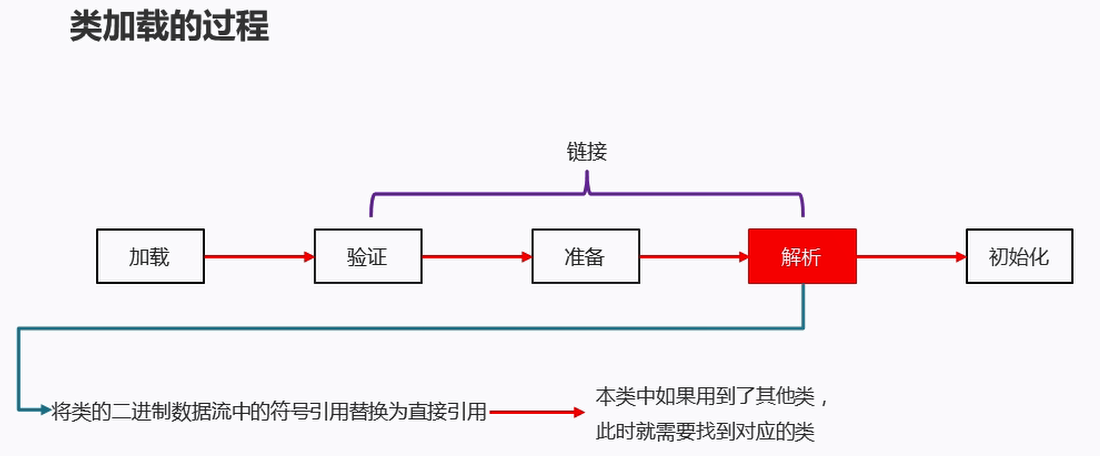 类加载的过程
链接
加载
验证
准备
解析
初始化
将类的二进制数据流中的符号引用替换为直接引用
本类中如果用到了其他类，
此时就需要找到对应的类